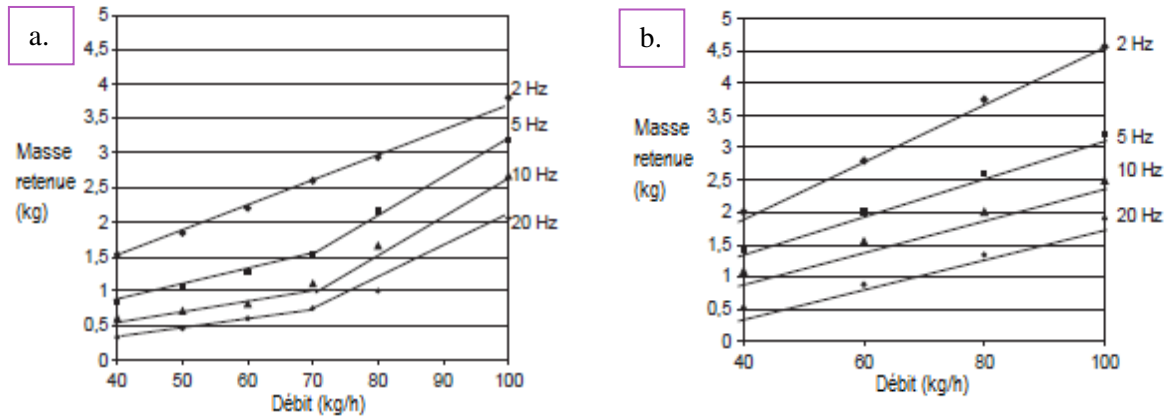 a.
5
4,5
4
3,5
3
2,5
2
1,5
1
0,5
0
Masse
retenue
(kg)
2 Hz
5 Hz
10 Hz
20 Hz
40 50 60 70 80 90 100
Débit (kg/h)
b.
5
4,5
4
3,5
3
2,5
2
1,5
1
0,5
0
Masse
retenue
(kg)
2 Hz
5 Hz
10 Hz
20 Hz
40 60 80 100
Débit (kg/h)